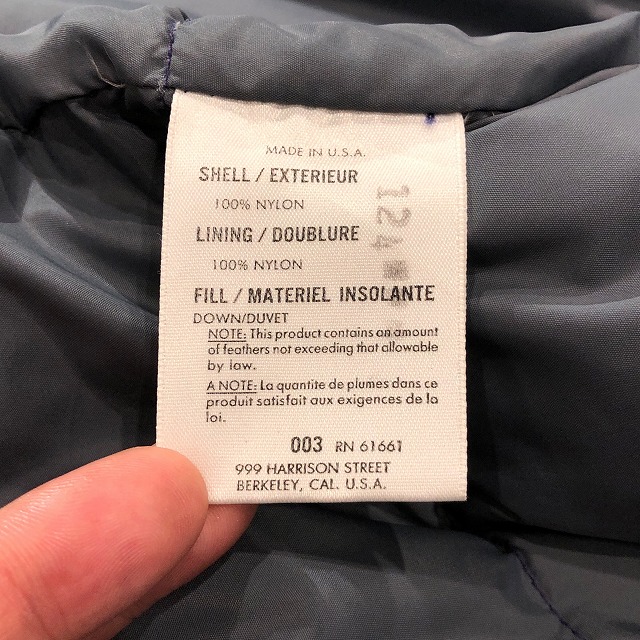 MADE IN U.S.A.
SHELL / EXTERIEUR
100% NYLON
LINING / DOUBLURE
100% NYLON
FILL / MATERIEL INSOLANTE
DOWN/DUVET
NOTE: This product contains an amount
of feathers not exceeding that allowable
by law.
A NOTE: La quantite de plumes dans ce
produit satisfait aux exigences de la
loi.
003 RN 61661
999 HARRISON STREET
BERKELEY, CAL. U.S.A.
124